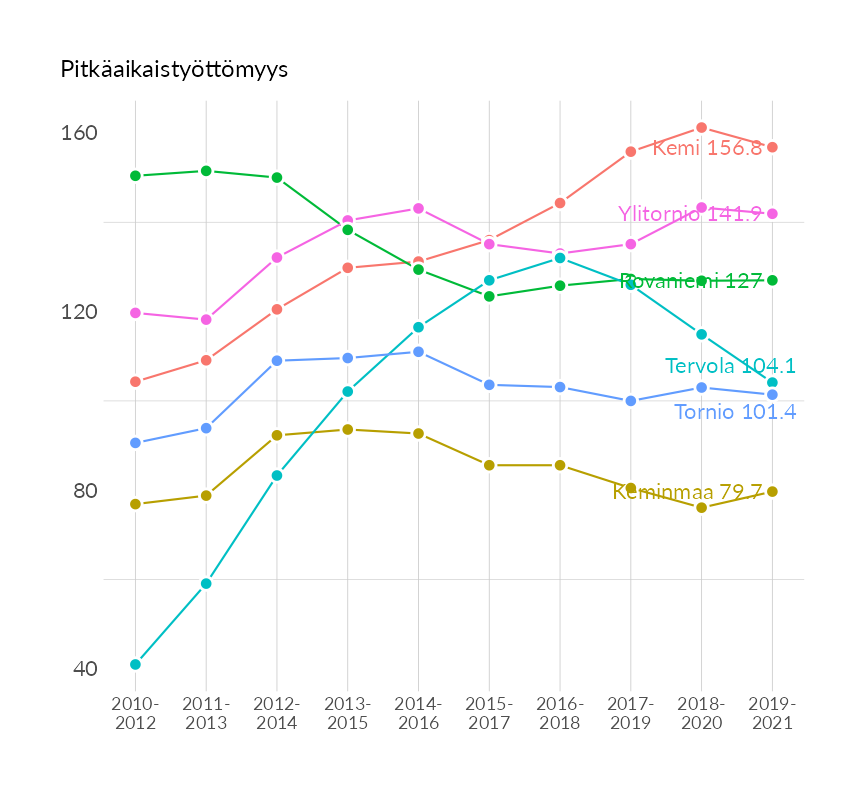 Pitkäaikaistyöttömyys
160
120
80
40
Kemi 156.8
Ylitornio 141.9
Rovaniemi 127
Tervola 104.1
Tornio 101.4
Keminmaa 79.7
2010- 2011- 2012- 2013- 2014- 2015- 2016- 2017- 2018- 2019-
2012 2013 2014 2015 2016 2017 2018 2019 2020 2021